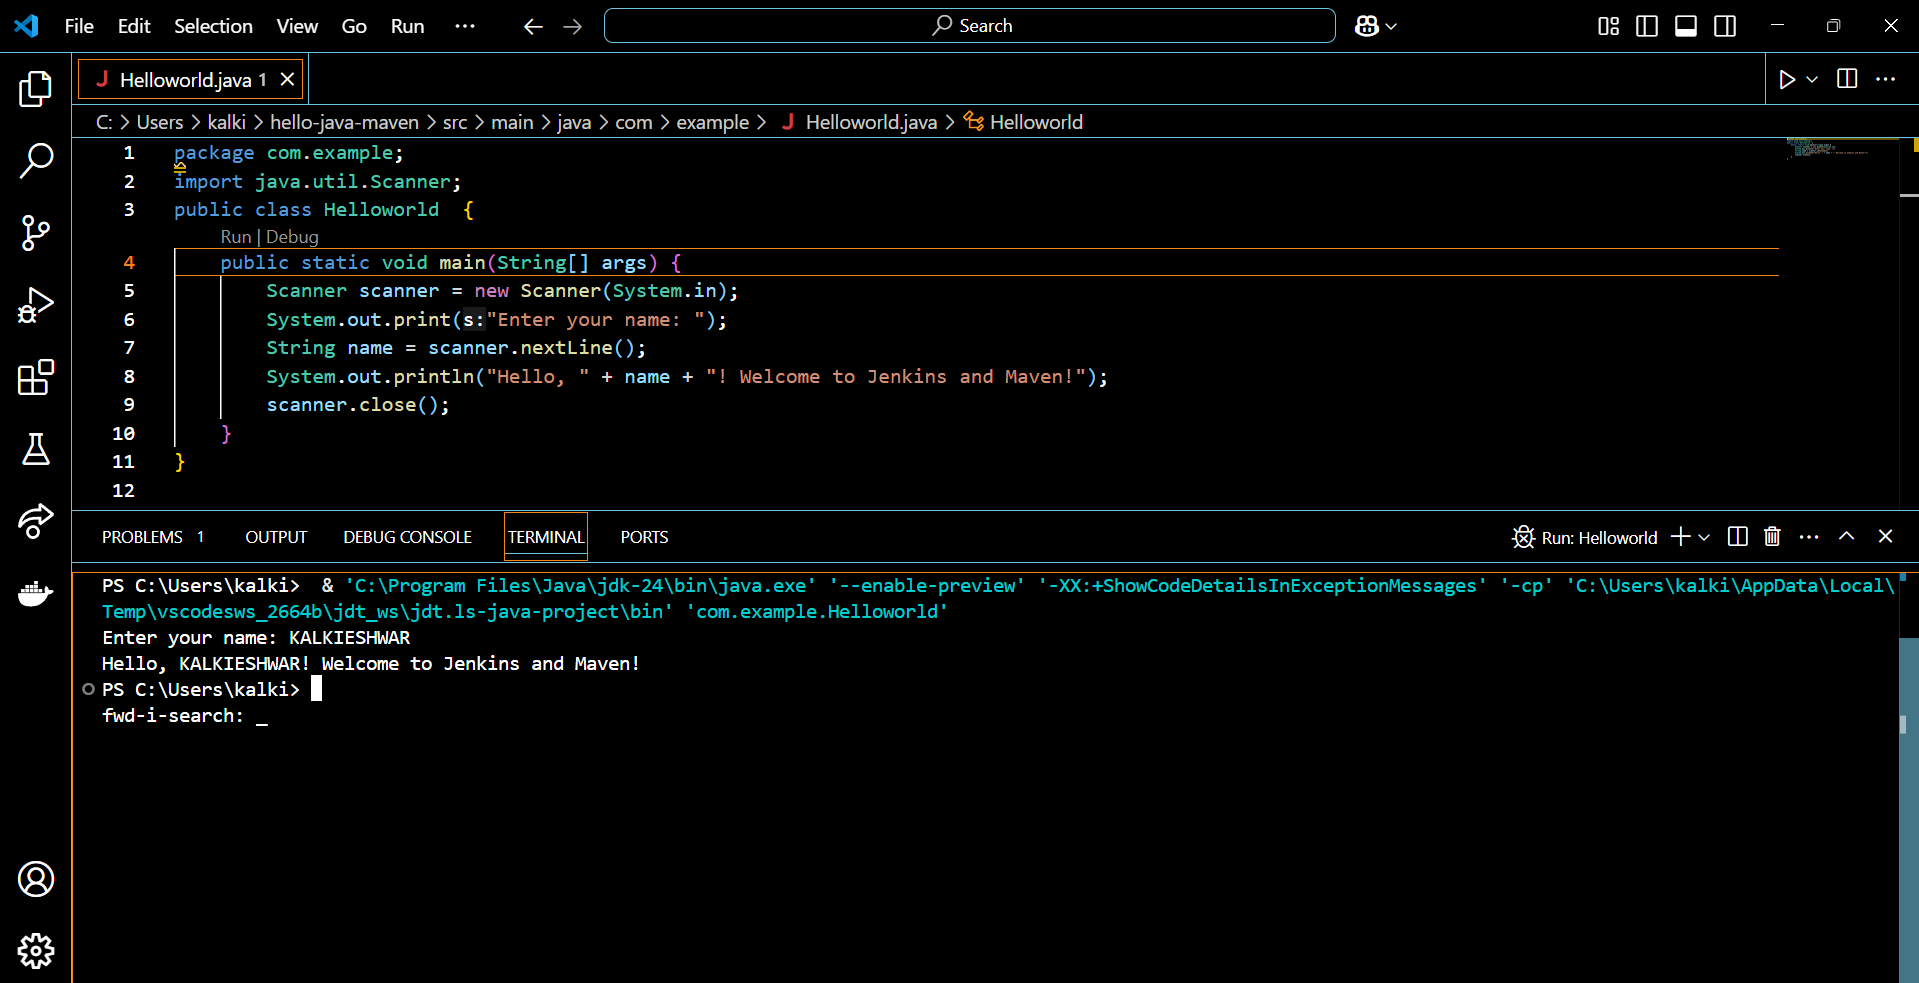 File Edit Selection View Go Run ··· Search
Helloworld.java 1
C: > Users > kalki > hello-java-maven > src > main > java > com > example > J Helloworld.java > Helloworld
1 package com.example;
2 import java.util.Scanner;
3 public class Helloworld  {
Run | Debug
4     public static void main(String[] args) {
5         Scanner scanner = new Scanner(System.in);
6         System.out.print(s:"Enter your name: ");
7         String name = scanner.nextLine();
8         System.out.println("Hello, " + name + "! Welcome to Jenkins and Maven!");
9         scanner.close();
10     }
11 }
12
PROBLEMS 1 OUTPUT DEBUG CONSOLE TERMINAL PORTS Run: Helloworld
PS C:\Users\kalki>  & 'C:\Program Files\Java\jdk-24\bin\java.exe' '--enable-preview' '-XX:+ShowCodeDetailsInExceptionMessages' '-cp' 'C:\Users\kalki\AppData\Local\
Temp\vscodesws_2664b\jdt_ws\jdt.ls-java-project\bin' 'com.example.Helloworld'
Enter your name: KALKIESHWAR
Hello, KALKIESHWAR! Welcome to Jenkins and Maven!
PS C:\Users\kalki>
fwd-i-search: _